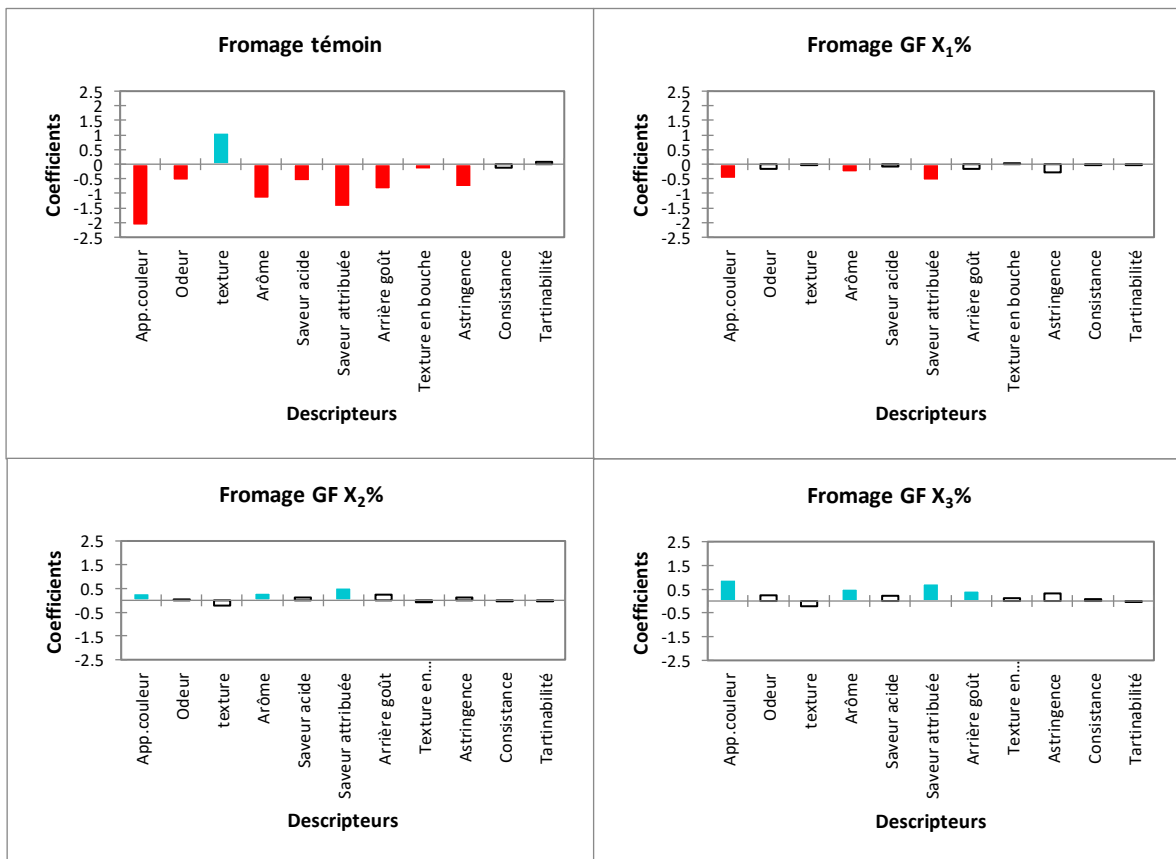 Fromage témoin
Coefficients
2.5
2
1.5
1
0.5
0
-0.5
-1
-1.5
-2
-2.5
App.couleur
Odeur
texture
Arôme
Saveur acide
Saveur attribuée
Arrière goût
Texture en bouche
Astringence
Consistance
Tartinabilité
Descripteurs
Fromage GF X₁%
Coefficients
2.5
2
1.5
1
0.5
0
-0.5
-1
-1.5
-2
-2.5
App.couleur
Odeur
texture
Arôme
Saveur acide
Saveur attribuée
Arrière goût
Texture en bouche
Astringence
Consistance
Tartinabilité
Descripteurs
Fromage GF X₂%
Coefficients
2.5
1.5
0.5
-0.5
-1.5
-2.5
App.couleur
Odeur
texture
Arôme
Saveur acide
Saveur attribuée
Arrière goût
Texture en…
Astringence
Consistance
Tartinabilité
Descripteurs
Fromage GF X₃%
Coefficients
2.5
1.5
0.5
-0.5
-1.5
-2.5
App.couleur
Odeur
texture
Arôme
Saveur acide
Saveur attribuée
Arrière goût
Texture en…
Astringence
Consistance
Tartinabilité
Descripteurs